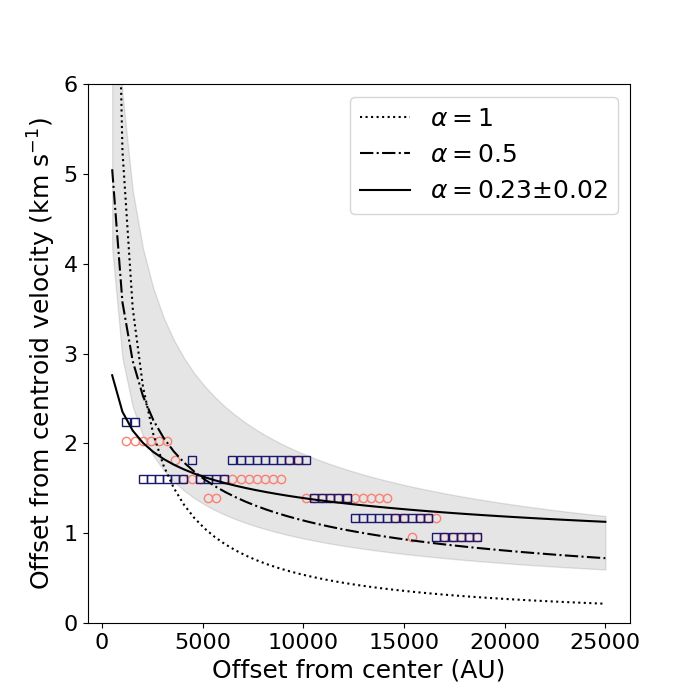 α = 1
α = 0.5
α = 0.23±0.02
6
5
4
3
2
1
0
Offset from centroid velocity (km s⁻¹)
0 5000 10000 15000 20000 25000
Offset from center (AU)